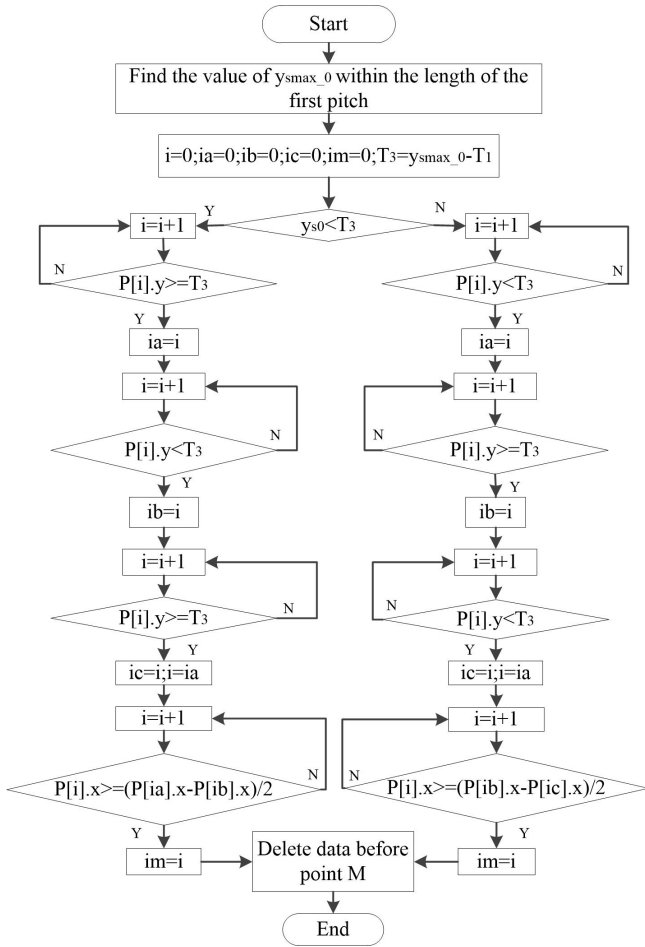 Start
Find the value of ysmax_0 within the length of the
first pitch
i=0;ia=0;ib=0;ic=0;im=0;T3=ysmax_0-T1
ys0<T3
Y
N
i=i+1
P[i].y>=T3
N
Y
ia=i
i=i+1
P[i].y<T3
N
Y
ib=i
i=i+1
P[i].y>=T3
N
Y
ic=i;i=ia
i=i+1
P[i].x>=(P[ia].x-P[ib].x)/2
N
Y
im=i
i=i+1
P[i].y<T3
N
Y
ia=i
i=i+1
P[i].y>=T3
N
Y
ib=i
i=i+1
P[i].y<T3
N
Y
ic=i;i=ia
i=i+1
P[i].x>=(P[ib].x-P[ic].x)/2
N
Y
im=i
Delete data before
point M
End